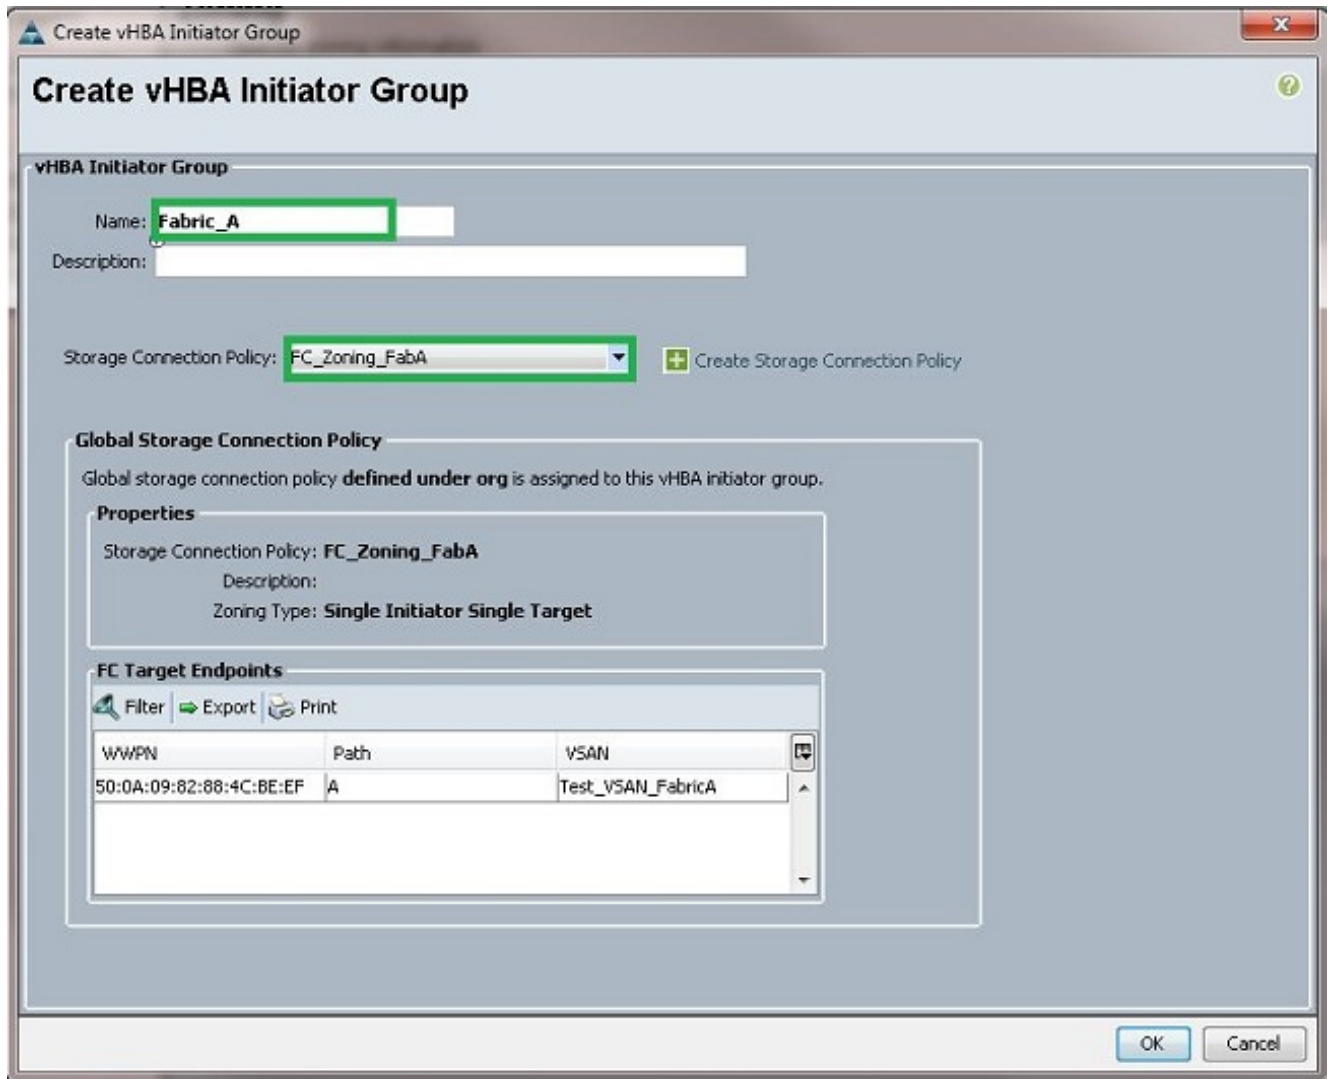 Create vHBA Initiator Group
Create vHBA Initiator Group
vHBA Initiator Group
Name: Fabric_A
Description:
Storage Connection Policy: FC_Zoning_FabA Create Storage Connection Policy
Global Storage Connection Policy
Global storage connection policy defined under org is assigned to this vHBA initiator group.
Properties
Storage Connection Policy: FC_Zoning_FabA
Description:
Zoning Type: Single Initiator Single Target
FC Target Endpoints
Filter Export Print
WWPN Path VSAN
50:0A:09:82:88:4C:BE:EF A Test_VSAN_FabricA
OK Cancel